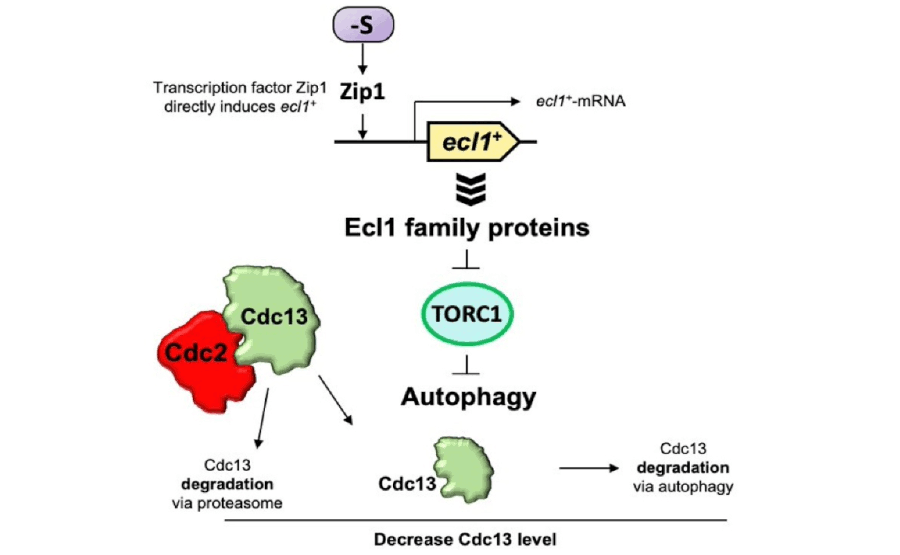 -S
Transcription factor Zip1
directly induces ecl1+
Zip1
ecl1+-mRNA
ecl1+
Ecl1 family proteins
TORC1
Autophagy
Cdc13
Cdc2
Cdc13
degradation
via proteasome
Cdc13
Cdc13
degradation
via autophagy
Decrease Cdc13 level